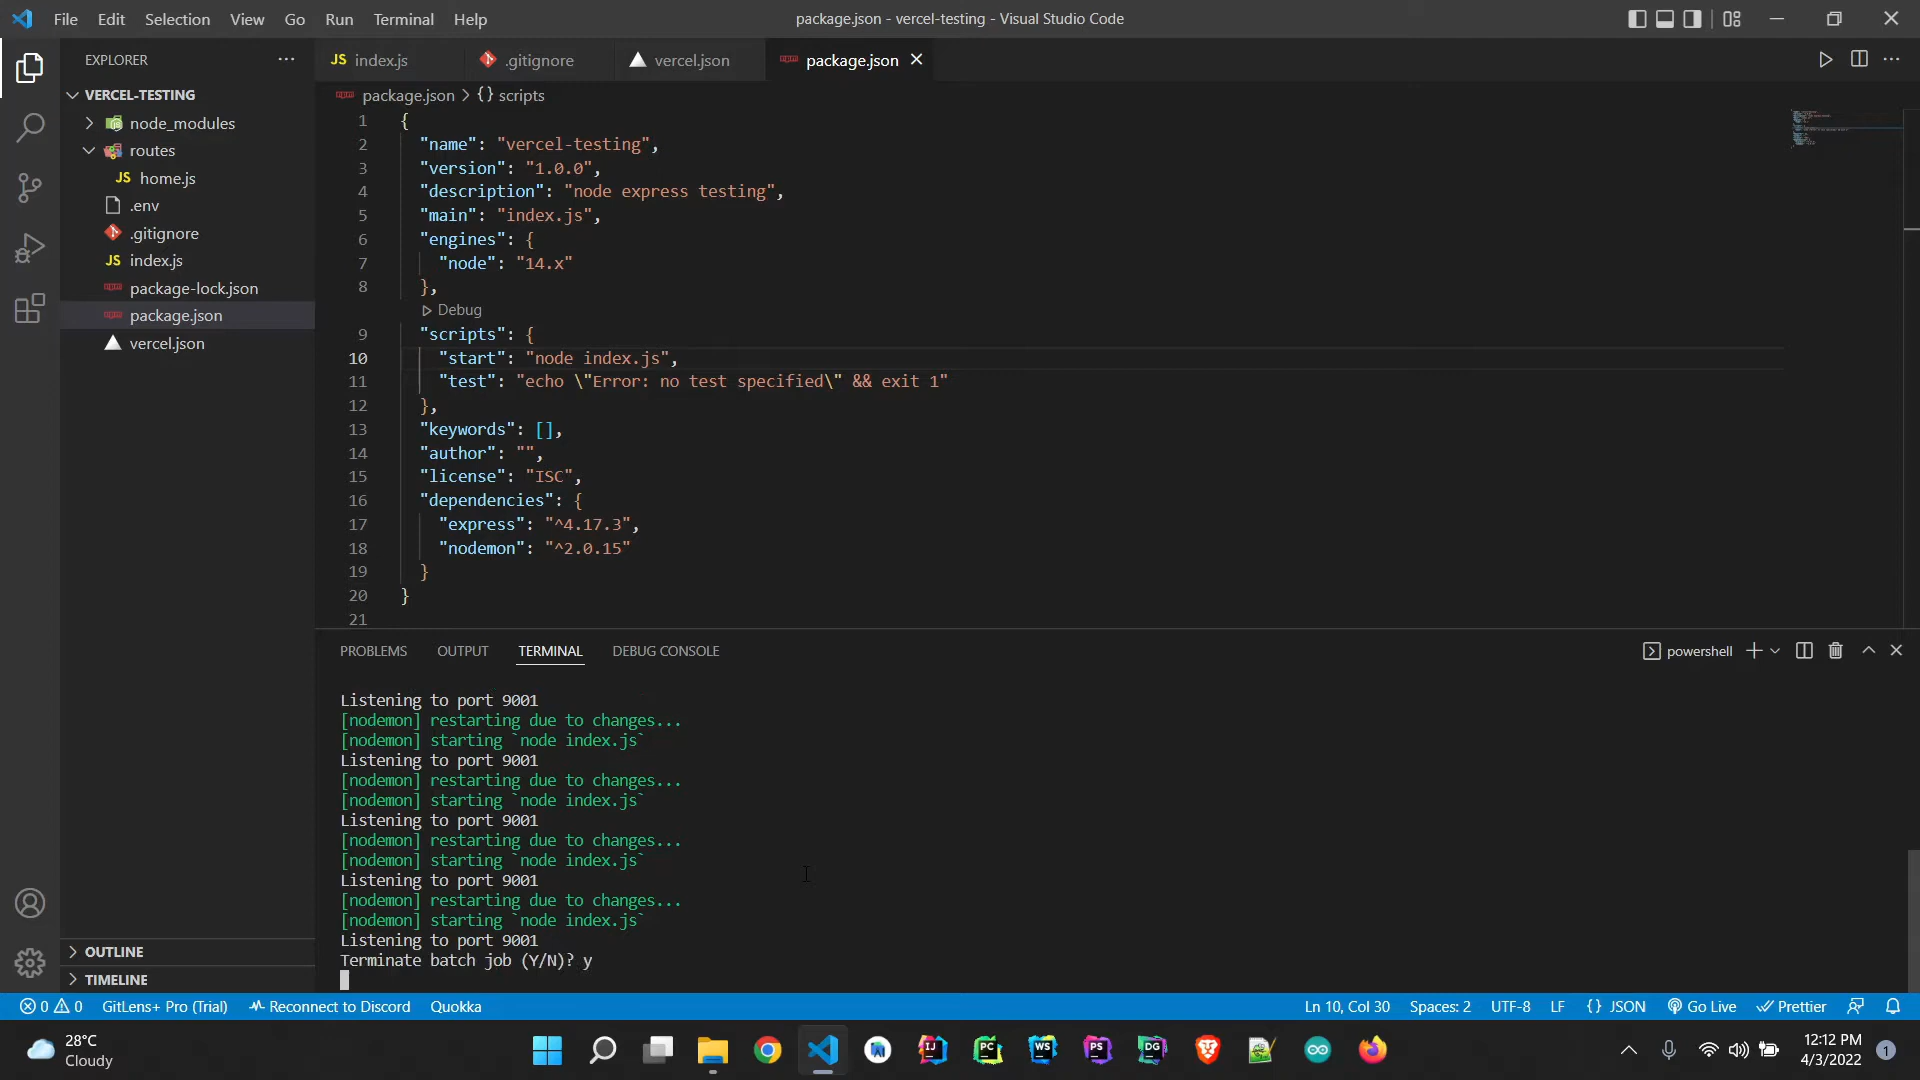 File Edit Selection View Go Run Terminal Help
package.json - vercel-testing - Visual Studio Code
EXPLORER
VERCEL-TESTING
node_modules
routes
JS home.js
.env
.gitignore
JS index.js
package-lock.json
package.json
vercel.json
OUTLINE
TIMELINE
JS index.js
.gitignore
vercel.json
package.json
package.json > {} scripts
1 {
2 "name": "vercel-testing",
3 "version": "1.0.0",
4 "description": "node express testing",
5 "main": "index.js",
6 "engines": {
7 "node": "14.x"
8 },
Debug
9 "scripts": {
10 "start": "node index.js",
11 "test": "echo \"Error: no test specified\" && exit 1"
12 },
13 "keywords": [],
14 "author": "",
15 "license": "ISC",
16 "dependencies": {
17 "express": "^4.17.3",
18 "nodemon": "^2.0.15"
19 }
20 }
21
PROBLEMS OUTPUT TERMINAL DEBUG CONSOLE
powershell
Listening to port 9001
[nodemon] restarting due to changes...
[nodemon] starting `node index.js`
Listening to port 9001
[nodemon] restarting due to changes...
[nodemon] starting `node index.js`
Listening to port 9001
[nodemon] restarting due to changes...
[nodemon] starting `node index.js`
Listening to port 9001
[nodemon] restarting due to changes...
[nodemon] starting `node index.js`
Listening to port 9001
Terminate batch job (Y/N)? y
0 0 GitLens+ Pro (Trial) Reconnect to Discord Quokka
Ln 10, Col 30 Spaces: 2 UTF-8 LF {} JSON Go Live Prettier
28°C
Cloudy
IJ PC WS PS DG
12:12 PM
4/3/2022
1